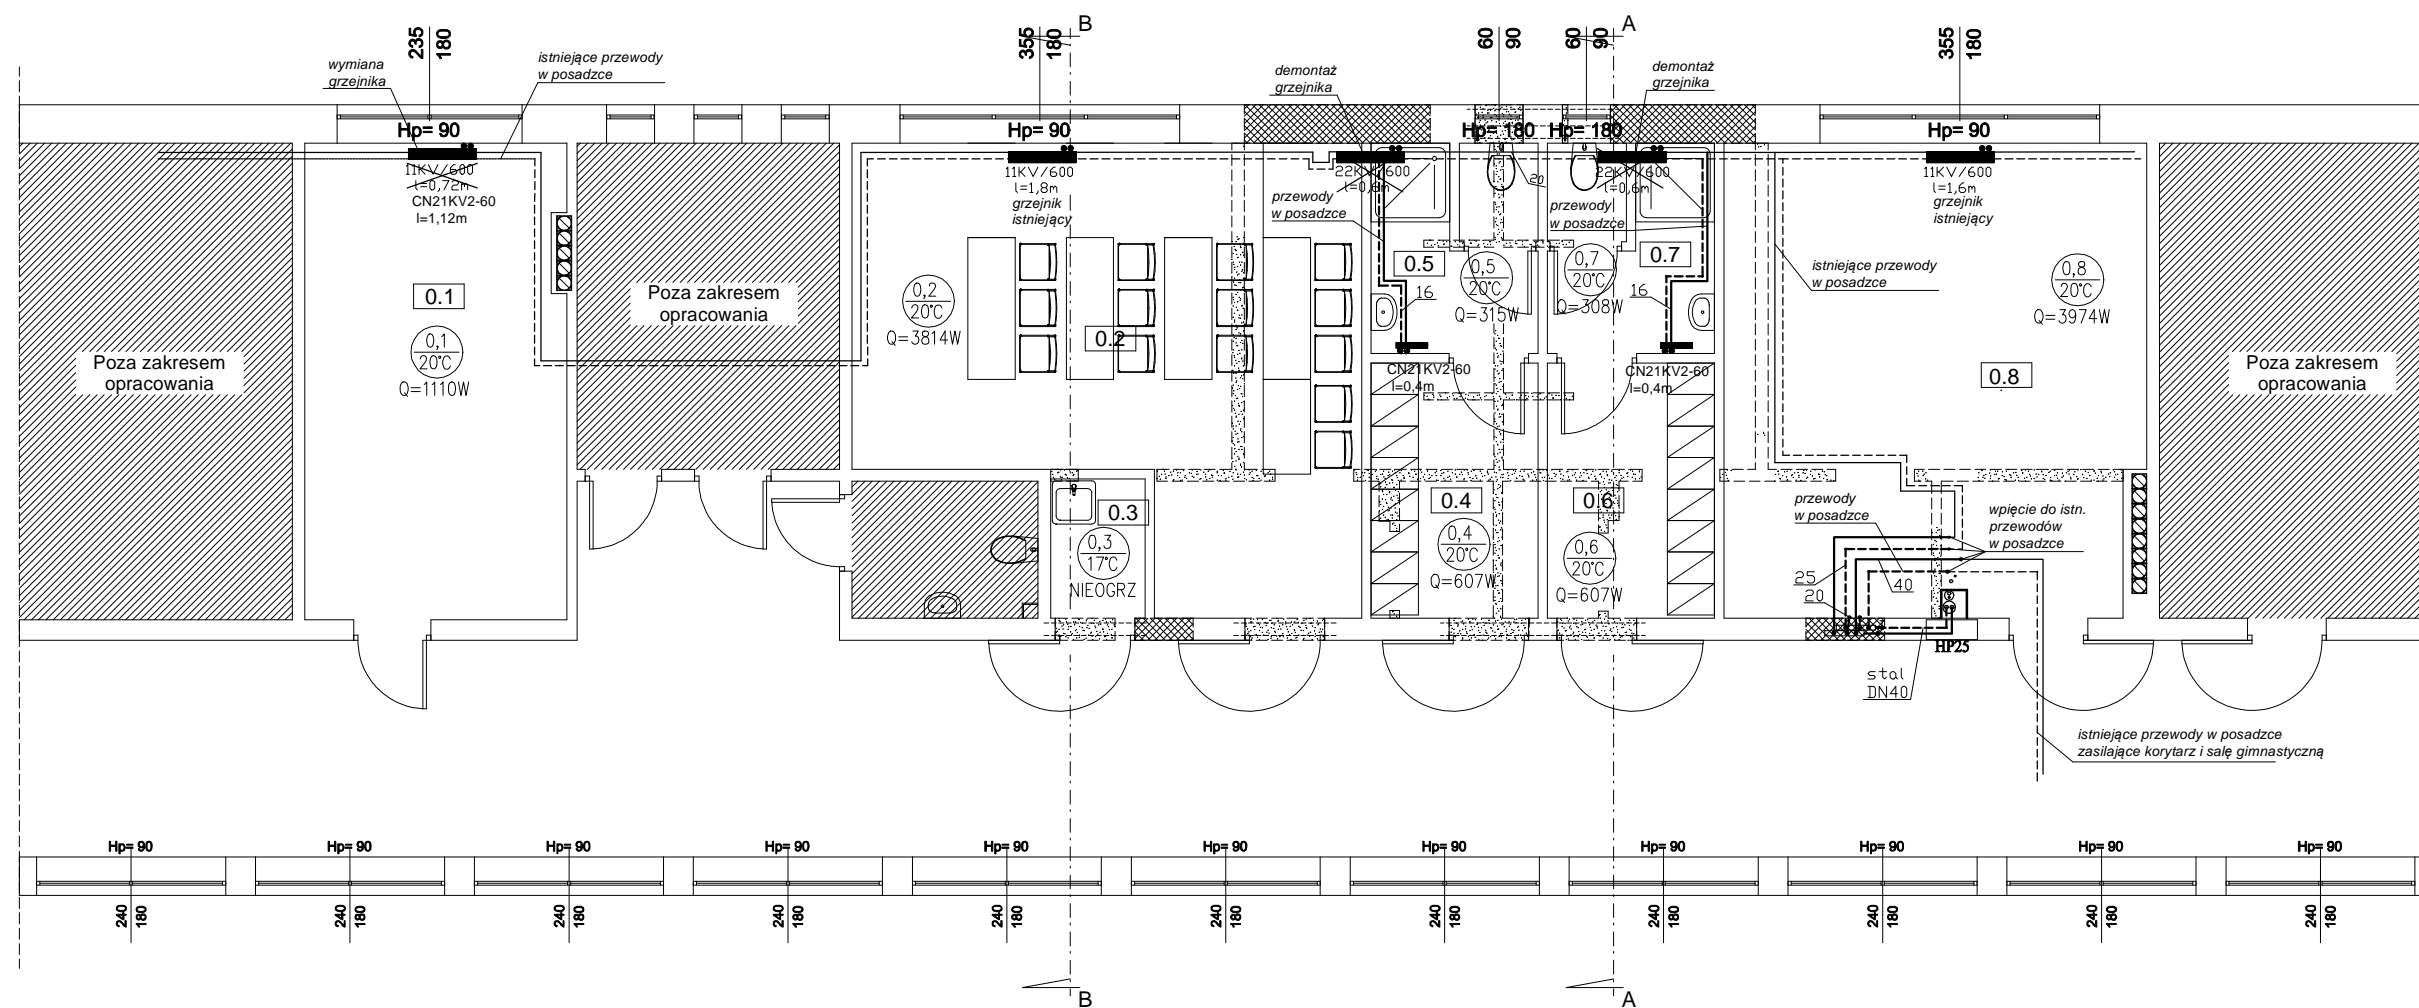 B
A
235
180
355
180
60
90
60
90
355
180
wymiana
grzejnika
istniejące przewody
w posadzce
demontaż
grzejnika
demontaż
grzejnika
Hp= 90
Hp= 90
Hp= 180
Hp= 180
Hp= 90
11KV/600
l=0,72m
CN21KV2-60
l=1,12m
11KV/600
l=1,8m
grzejnik
istniejący
22KV/600
l=0,6m
20
22KV/600
l=0,6m
11KV/600
l=1,6m
grzejnik
istniejący
przewody
w posadzce
przewody
w posadzce
0.1
0,1
20°C
Q=1110W
Poza zakresem
opracowania
Poza zakresem
opracowania
0,2
20°C
Q=3814W
0.2
0.5
0,5
20°C
Q=315W
16
0,7
20°C
Q=308W
0.7
16
istniejące przewody
w posadzce
0,8
20°C
Q=3974W
0.8
Poza zakresem
opracowania
CN21KV2-60
l=0,4m
CN21KV2-60
l=0,4m
0.3
0,3
17°C
NIEOGRZ
0.4
0,4
20°C
Q=607W
0.6
0,6
20°C
Q=607W
przewody
w posadzce
wpięcie do istn.
przewodów
w posadzce
25
40
20
HP25
stal
DN40
istniejące przewody w posadzce
zasilające korytarz i salę gimnastyczną
Hp= 90
Hp= 90
Hp= 90
Hp= 90
Hp= 90
Hp= 90
Hp= 90
Hp= 90
Hp= 90
Hp= 90
Hp= 90
240
180
240
180
240
180
240
180
240
180
240
180
240
180
240
180
240
180
240
180
240
180
B
A